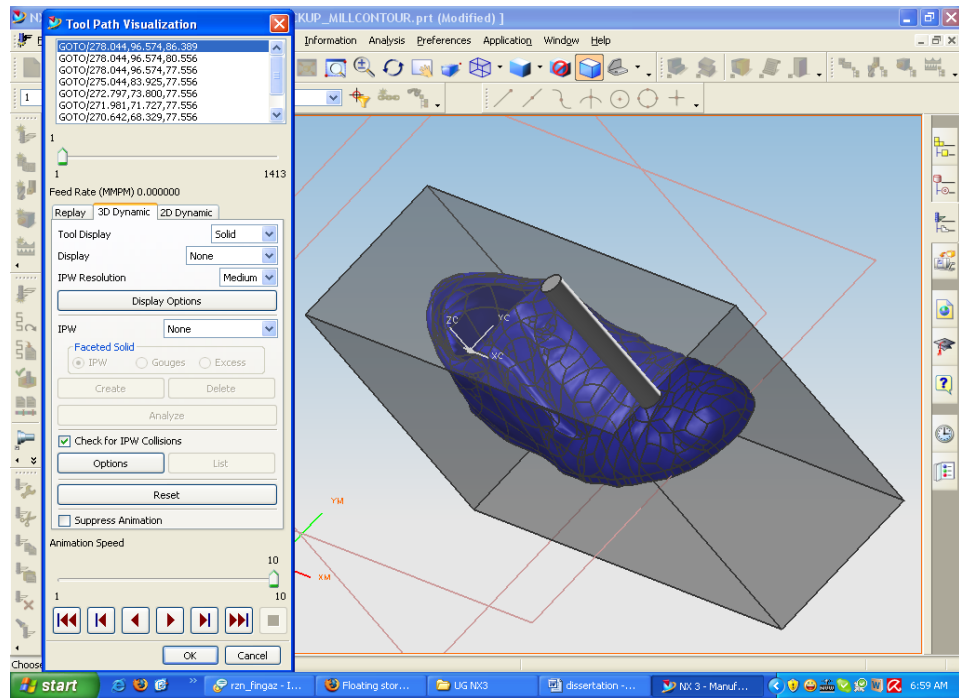 Tool Path Visualization
CKUP_MILLCONTOUR.prt (Modified) ]
Information Analysis Preferences Application Window Help
GOTO/278.044,96.574,86.389
GOTO/278.044,96.574,80.556
GOTO/278.044,96.574,77.556
GOTO/275.044,83.925,77.556
GOTO/272.797,73.800,77.556
GOTO/271.981,71.727,77.556
GOTO/270.642,68.329,77.556
1
1
1 1413
Feed Rate (MMPM) 0.000000
Replay 3D Dynamic 2D Dynamic
Tool Display Solid
Display None
IPW Resolution Medium
Display Options
IPW None
Faceted Solid
IPW Gouges Excess
Create Delete
Analyze
Check for IPW Collisions
Options List
Reset
Suppress Animation
Animation Speed
10
1 10
OK Cancel
ZC YC
XC
YM
XM
Choose
start
rzn_fingaz - I...
Floating stor...
UG NX3
dissertation -...
NX 3 - Manuf...
6:59 AM